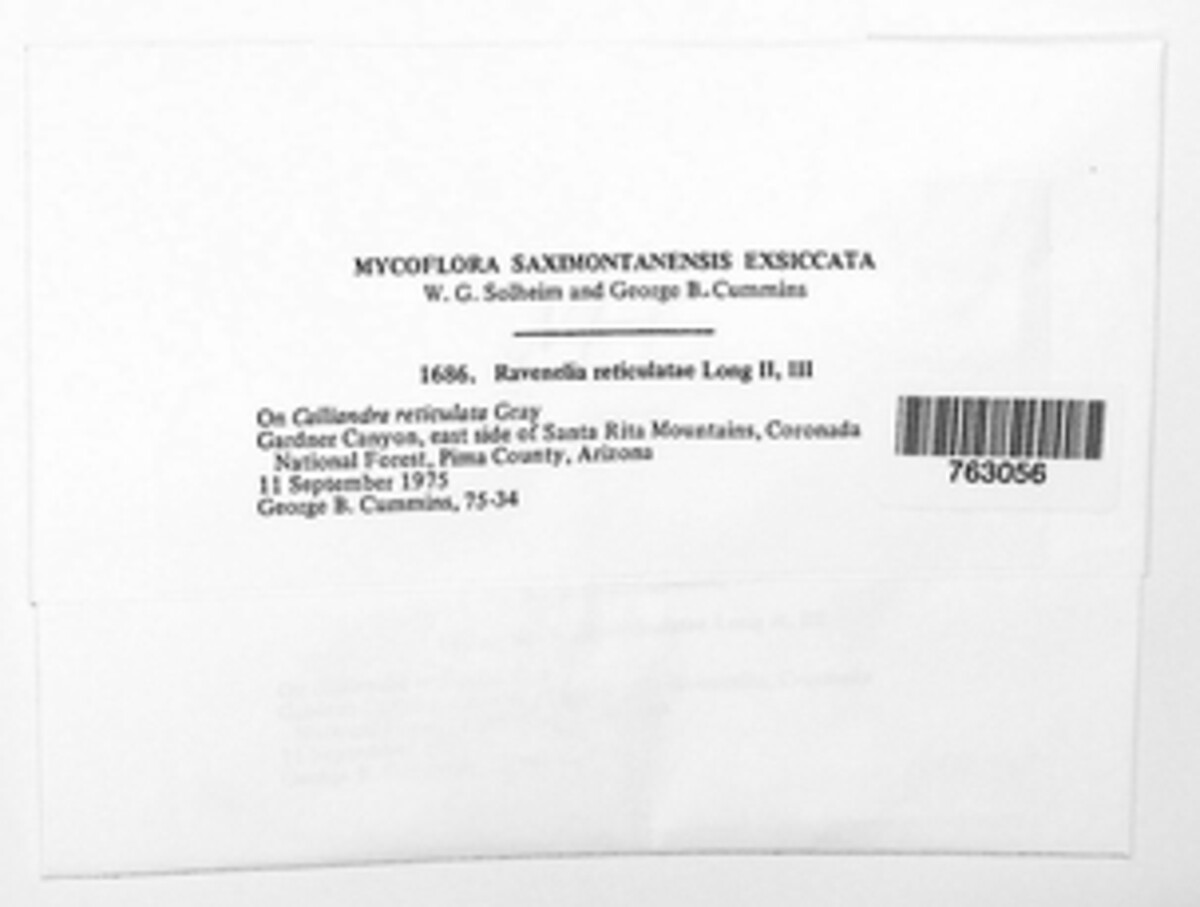 MYCOFLORA SAXIMONTANENSIS EXSICCATA
W. G. Solheim and George B. Cummins
1686. Ravenelia reticulatae Long II, III
On Calliandra reticulata Gray
Gardner Canyon, east side of Santa Rita Mountains, Coronada
National Forest, Pima County, Arizona
11 September 1975
George B. Cummins, 75-34
763056